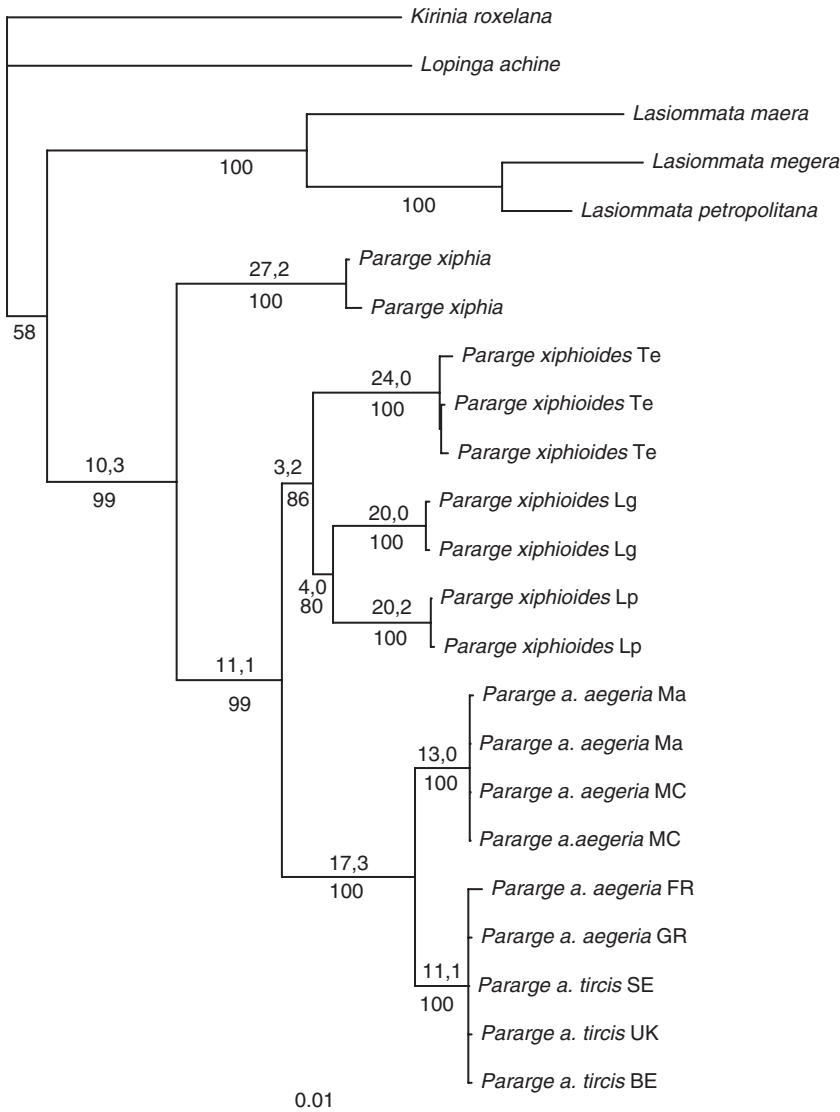 Kirinia roxelana
Lopinga achine
Lasiommata maera
Lasiommata megera
100
100
Lasiommata petropolitana
Pararge xiphia
27,2
100
Pararge xiphia
58
Pararge xiphioides Te
24,0
100
Pararge xiphioides Te
Pararge xiphioides Te
10,3
99
3,2
86
Pararge xiphioides Lg
20,0
100
Pararge xiphioides Lg
4,0
80
Pararge xiphioides Lp
20,2
100
Pararge xiphioides Lp
11,1
99
Pararge a. aegeria Ma
Pararge a. aegeria Ma
13,0
100
Pararge a. aegeria MC
Pararge a.aegeria MC
17,3
100
Pararge a. aegeria FR
Pararge a. aegeria GR
11,1
100
Pararge a. tircis SE
Pararge a. tircis UK
Pararge a. tircis BE
0.01